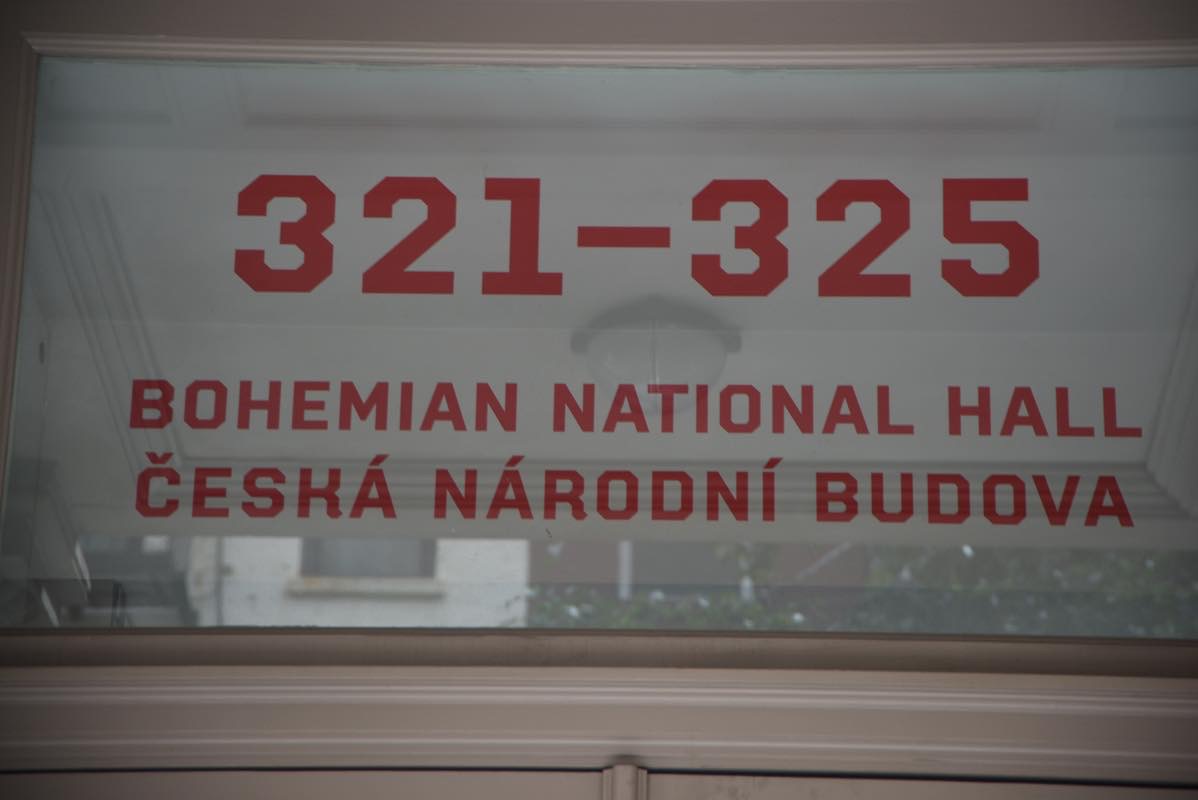 321–325
BOHEMIAN NATIONAL HALL
ČESKÁ NÁRODNÍ BUDOVA